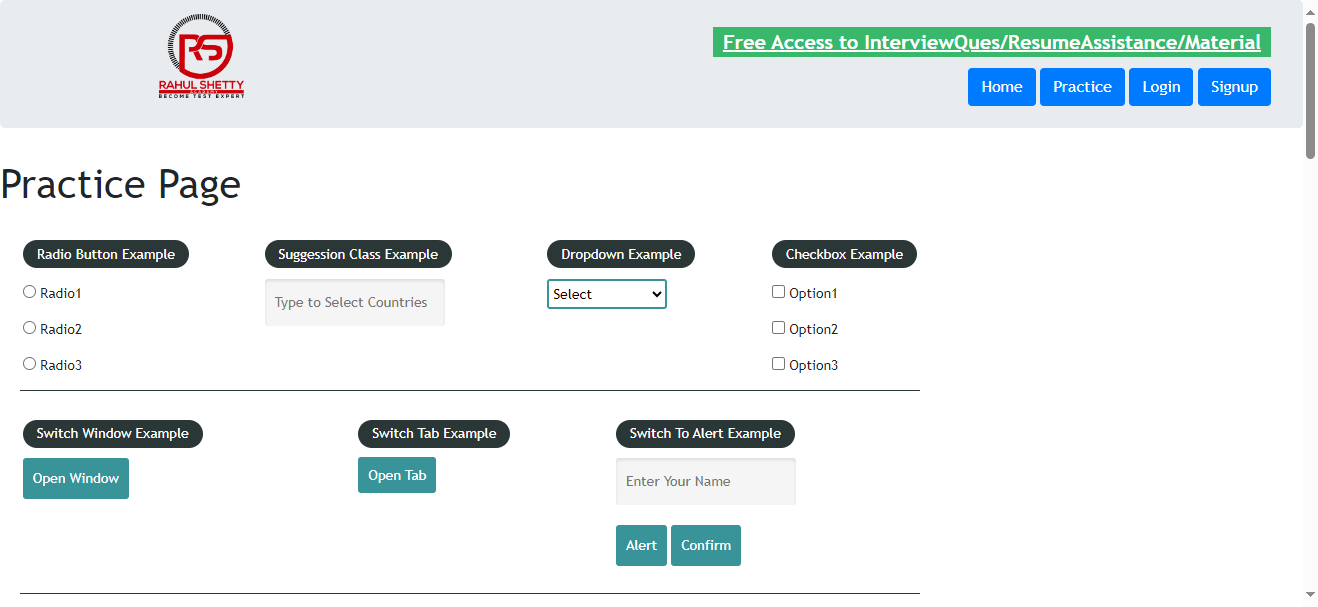 RS
RAHUL SHETTY
ACADEMY
BECOME TEST EXPERT
Free Access to InterviewQues/ResumeAssistance/Material
Home Practice Login Signup
Practice Page
Radio Button Example
Radio1
Radio2
Radio3
Suggession Class Example
Type to Select Countries
Dropdown Example
Select
Checkbox Example
Option1
Option2
Option3
Switch Window Example
Open Window
Switch Tab Example
Open Tab
Switch To Alert Example
Enter Your Name
Alert Confirm